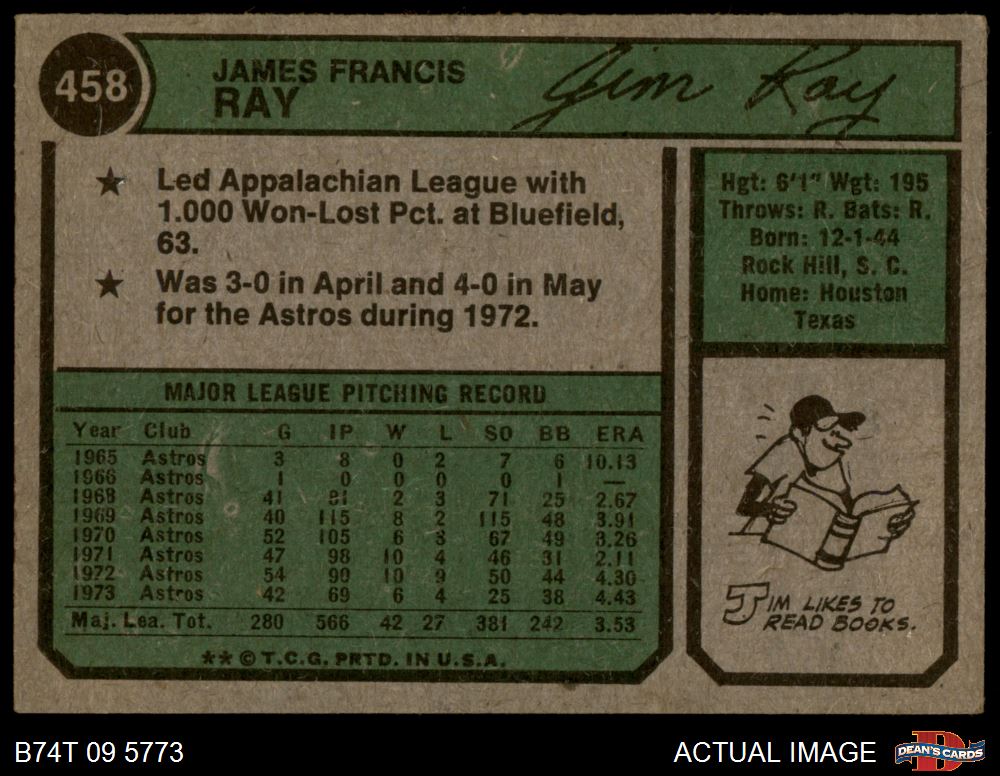 458
JAMES FRANCIS
RAY
Jim Ray
★ Led Appalachian League with
1.000 Won-Lost Pct. at Bluefield,
63.
★ Was 3-0 in April and 4-0 in May
for the Astros during 1972.
Hgt: 6'1" Wgt: 195
Throws: R. Bats: R.
Born: 12-1-44
Rock Hill, S. C.
Home: Houston
Texas
MAJOR LEAGUE PITCHING RECORD
Year Club G IP W L SO BB ERA
1965 Astros 3 8 0 2 7 6 10.13
1966 Astros 1 0 0 0 0 1 —
1968 Astros 41 81 2 3 71 25 2.67
1969 Astros 40 115 8 2 115 48 3.91
1970 Astros 52 105 6 3 67 49 3.26
1971 Astros 47 98 10 4 46 31 2.11
1972 Astros 54 90 10 9 50 44 4.30
1973 Astros 42 69 6 4 25 38 4.43
Maj. Lea. Tot. 280 566 42 27 381 242 3.53
** © T.C.G. PRTD. IN U.S.A.
JIM LIKES TO
READ BOOKS.
B74T 09 5773
ACTUAL IMAGE
DEAN'S CARDS